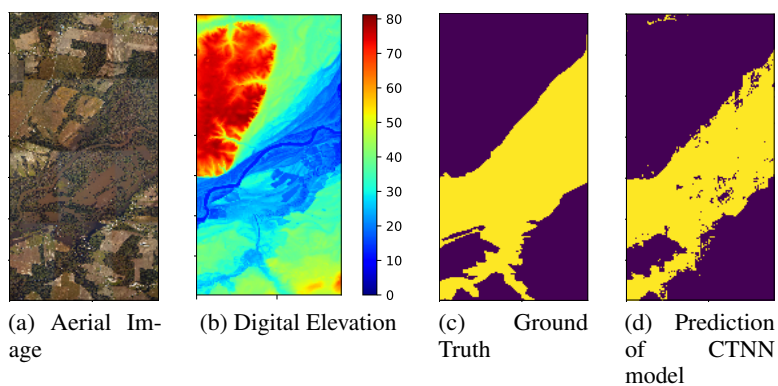 80
70
60
50
40
30
20
10
0
(a) Aerial Im-
age
(b) Digital Elevation
(c) Ground
Truth
(d) Prediction
of CTNN
model